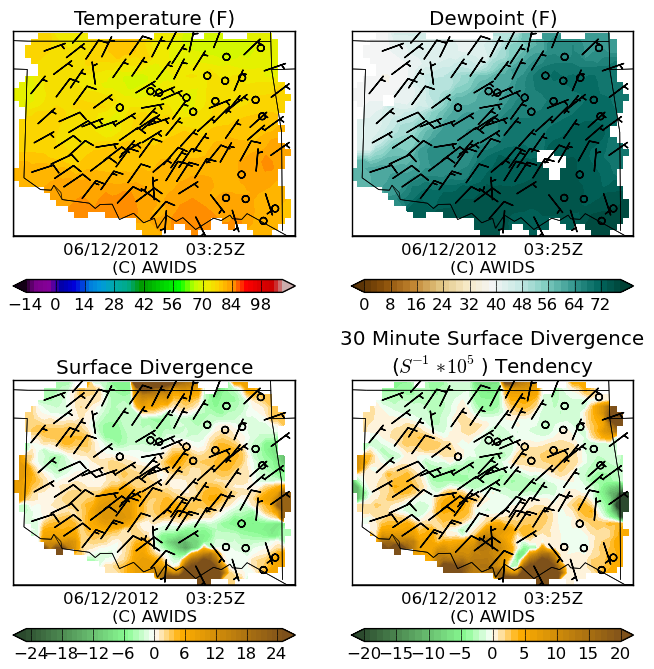 Temperature (F)
Dewpoint (F)
06/12/2012 03:25Z
(C) AWIDS
06/12/2012 03:25Z
(C) AWIDS
−14 0 14 28 42 56 70 84 98
0 8 16 24 32 40 48 56 64 72
Surface Divergence
30 Minute Surface Divergence
(S⁻¹ *10⁵ ) Tendency
06/12/2012 03:25Z
(C) AWIDS
06/12/2012 03:25Z
(C) AWIDS
−24 −18 −12 −6 0 6 12 18 24
−20 −15 −10 −5 0 5 10 15 20